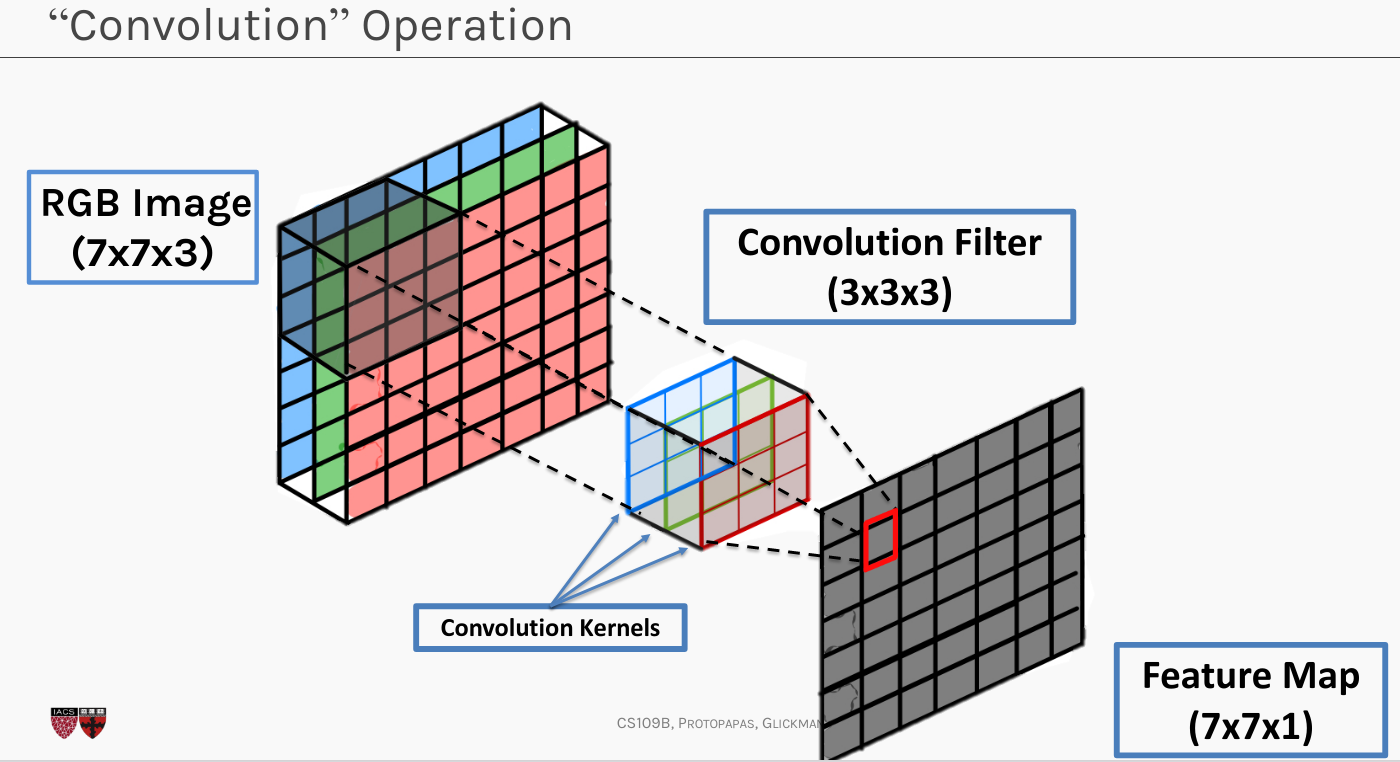 “Convolution” Operation
RGB Image
(7x7x3)
Convolution Filter
(3x3x3)
Convolution Kernels
Feature Map
(7x7x1)
IACS
CS109B, PROTOPAPAS, GLICKMAN